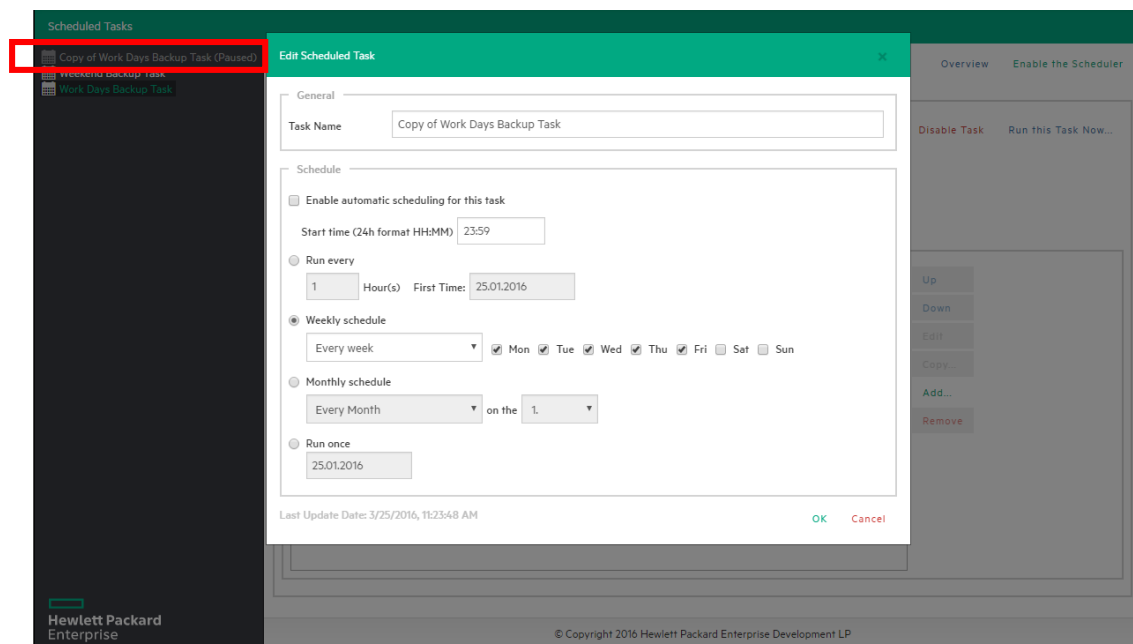 Scheduled Tasks
Copy of Work Days Backup Task (Paused)
Weekend Backup Task
Work Days Backup Task
Overview Enable the Scheduler
Disable Task Run this Task Now...
Edit Scheduled Task ×
General
Task Name Copy of Work Days Backup Task
Schedule
Enable automatic scheduling for this task
Start time (24h format HH:MM) 23:59
Run every
1 Hour(s) First Time: 25.01.2016
Weekly schedule
Every week Mon Tue Wed Thu Fri Sat Sun
Monthly schedule
Every Month on the 1.
Run once
25.01.2016
Last Update Date: 3/25/2016, 11:23:48 AM
OK Cancel
Up
Down
Edit
Copy...
Add...
Remove
Hewlett Packard
Enterprise
© Copyright 2016 Hewlett Packard Enterprise Development LP